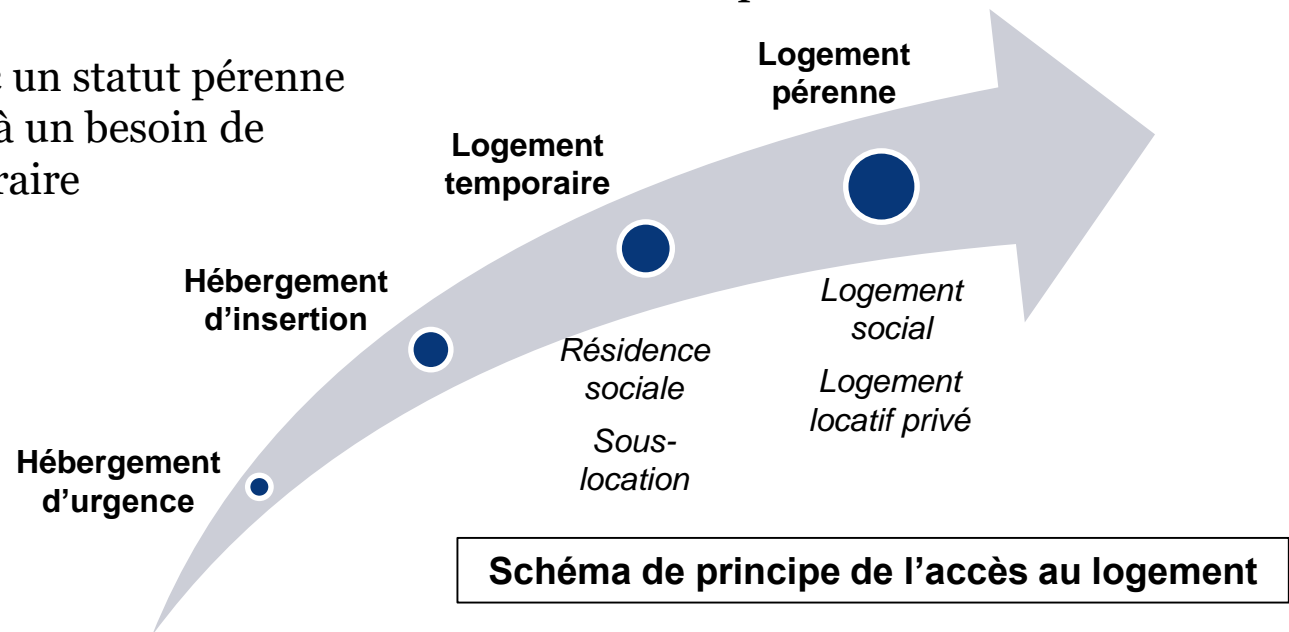 un statut pérenne
à un besoin de
raire
Logement
pérenne
Logement
temporaire
Hébergement
d’insertion
Hébergement
d’urgence
Résidence
sociale
Sous-
location
Logement
social
Logement
locatif privé
Schéma de principe de l’accès au logement